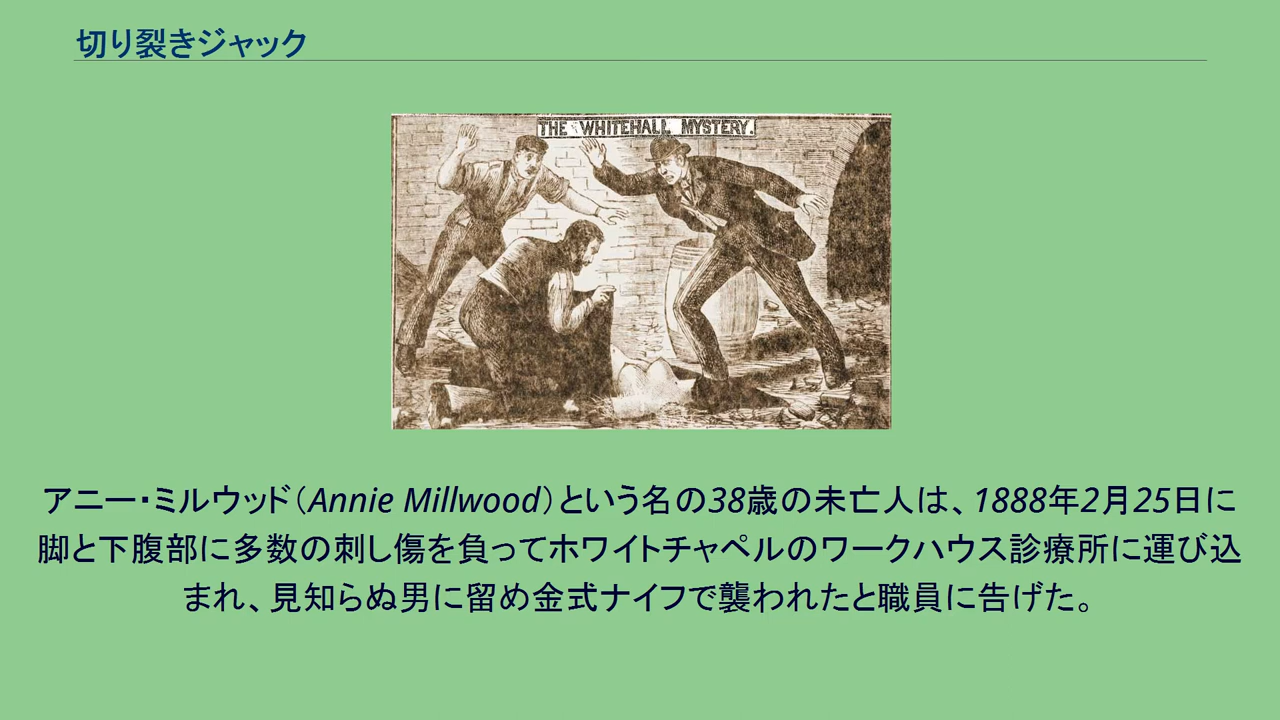 切り裂きジャック
THE WHITEHALL MYSTERY.
アニー・ミルウッド（Annie Millwood）という名の38歳の未亡人は、1888年2月25日に
脚と下腹部に多数の刺し傷を負ってホワイトチャペルのワークハウス診療所に運び込
まれ、見知らぬ男に留め金式ナイフで襲われたと職員に告げた。